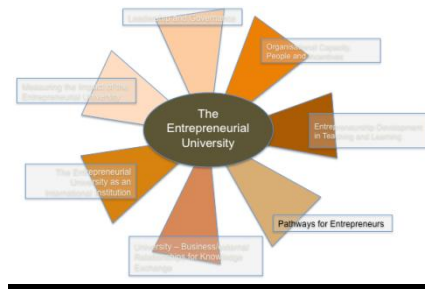 Leadership and Governance
Organisational Capacity,
People and Incentives
Measuring the Impact of the
Entrepreneurial University
The
Entrepreneurial
University
Entrepreneurship Development
in Teaching and Learning
The Entrepreneurial
University as an
International Institution
Pathways for Entrepreneurs
University – Business/External
Relationships for Knowledge
Exchange